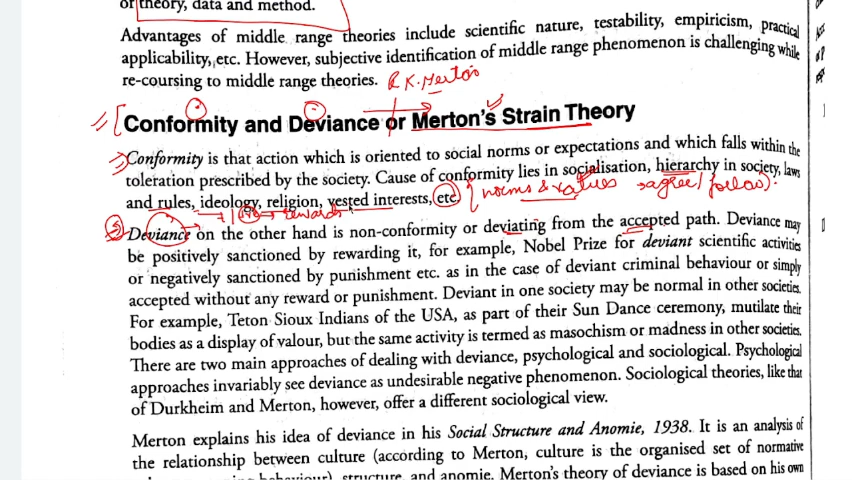 or theory, data and method.
Advantages of middle range theories include scientific nature, testability, empiricism, practical
applicability, etc. However, subjective identification of middle range phenomenon is challenging while
re-coursing to middle range theories. R.K. Merton
Conformity and Deviance or Merton's Strain Theory
Conformity is that action which is oriented to social norms or expectations and which falls within the
toleration prescribed by the society. Cause of conformity lies in socialisation, hierarchy in society, laws
and rules, ideology, religion, vested interests, etc. norms & values → agree/follow
rewards
Deviance on the other hand is non-conformity or deviating from the accepted path. Deviance may
be positively sanctioned by rewarding it, for example, Nobel Prize for deviant scientific activities
or negatively sanctioned by punishment etc. as in the case of deviant criminal behaviour or simply
accepted without any reward or punishment. Deviant in one society may be normal in other societies.
For example, Teton Sioux Indians of the USA, as part of their Sun Dance ceremony, mutilate their
bodies as a display of valour, but the same activity is termed as masochism or madness in other societies.
There are two main approaches of dealing with deviance, psychological and sociological. Psychological
approaches invariably see deviance as undesirable negative phenomenon. Sociological theories, like that
of Durkheim and Merton, however, offer a different sociological view.
Merton explains his idea of deviance in his Social Structure and Anomie, 1938. It is an analysis of
the relationship between culture (according to Merton, culture is the organised set of normative
behaviour), structure, and anomie. Merton's theory of deviance is based on his own